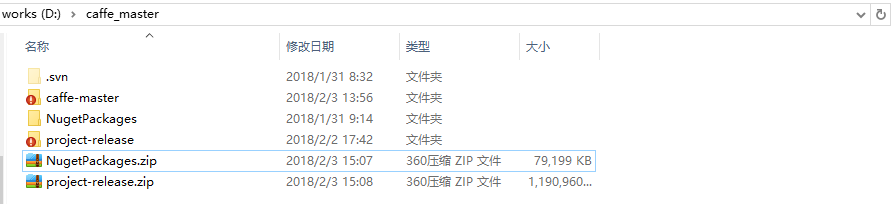 works (D:) > caffe_master
名称 修改日期 类型 大小
.svn 2018/1/31 8:32 文件夹
caffe-master 2018/2/3 13:56 文件夹
NugetPackages 2018/1/31 9:14 文件夹
project-release 2018/2/2 17:42 文件夹
NugetPackages.zip 2018/2/3 15:07 360压缩 ZIP 文件 79,199 KB
project-release.zip 2018/2/3 15:08 360压缩 ZIP 文件 1,190,960...